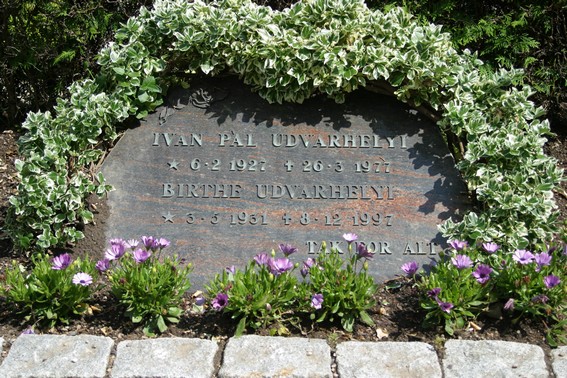 IVAN PAL UDVARHELYI
★ 6·2 1927 ✝ 26·3 1977
BIRTHE UDVARHELYI
★ 3·3 1931 ✝ 8·12 1997
TAK FOR ALT